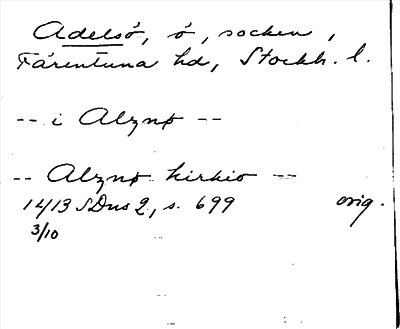 Adelsö, ö, socken,
Färentuna hd, Stockh. l.
-- i Alznø --
-- Alznø kirkio --
1413 SDns 2, s. 699 orig.
3/10